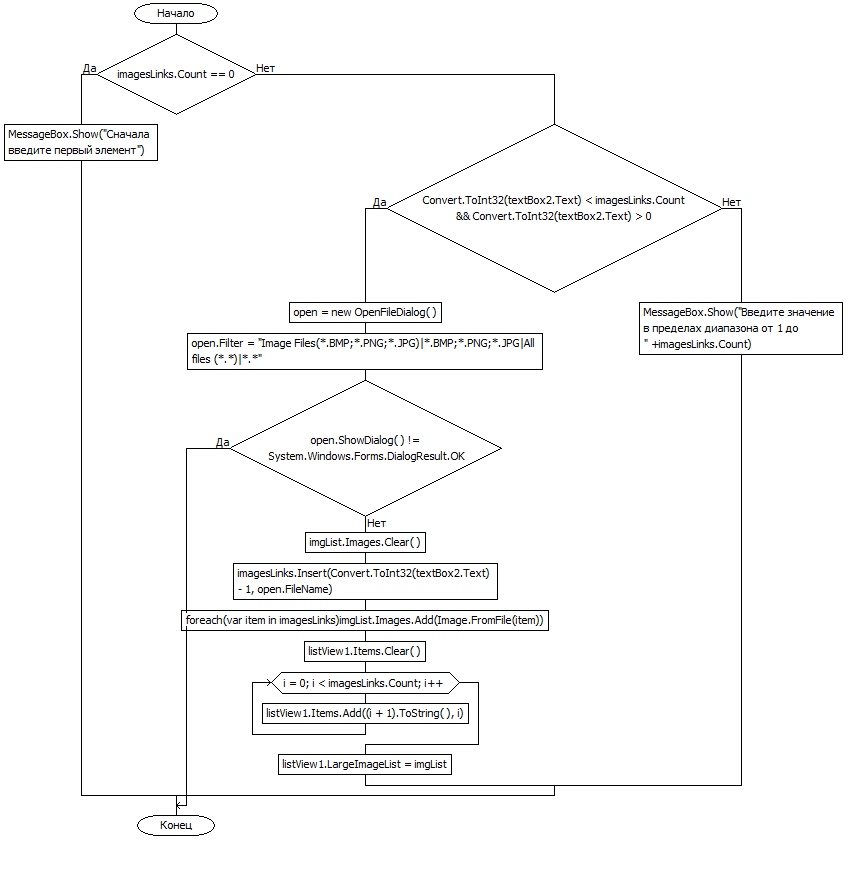 Начало
Да
imagesLinks.Count == 0
Нет
MessageBox.Show("Сначала
введите первый элемент")
Да
Convert.ToInt32(textBox2.Text) < imagesLinks.Count
&& Convert.ToInt32(textBox2.Text) > 0
Нет
open = new OpenFileDialog()
MessageBox.Show("Введите значение
в пределах диапазона от 1 до
" +imagesLinks.Count)
open.Filter = "Image Files(*.BMP;*.PNG;*.JPG)|*.BMP;*.PNG;*.JPG|All
files (*.*)|*.*"
Да
open.ShowDialog() !=
System.Windows.Forms.DialogResult.OK
Нет
imgList.Images.Clear()
imagesLinks.Insert(Convert.ToInt32(textBox2.Text)
- 1, open.FileName)
foreach(var item in imagesLinks)imgList.Images.Add(Image.FromFile(item))
listView1.Items.Clear()
i = 0; i < imagesLinks.Count; i++
listView1.Items.Add((i + 1).ToString(), i)
listView1.LargeImageList = imgList
Конец